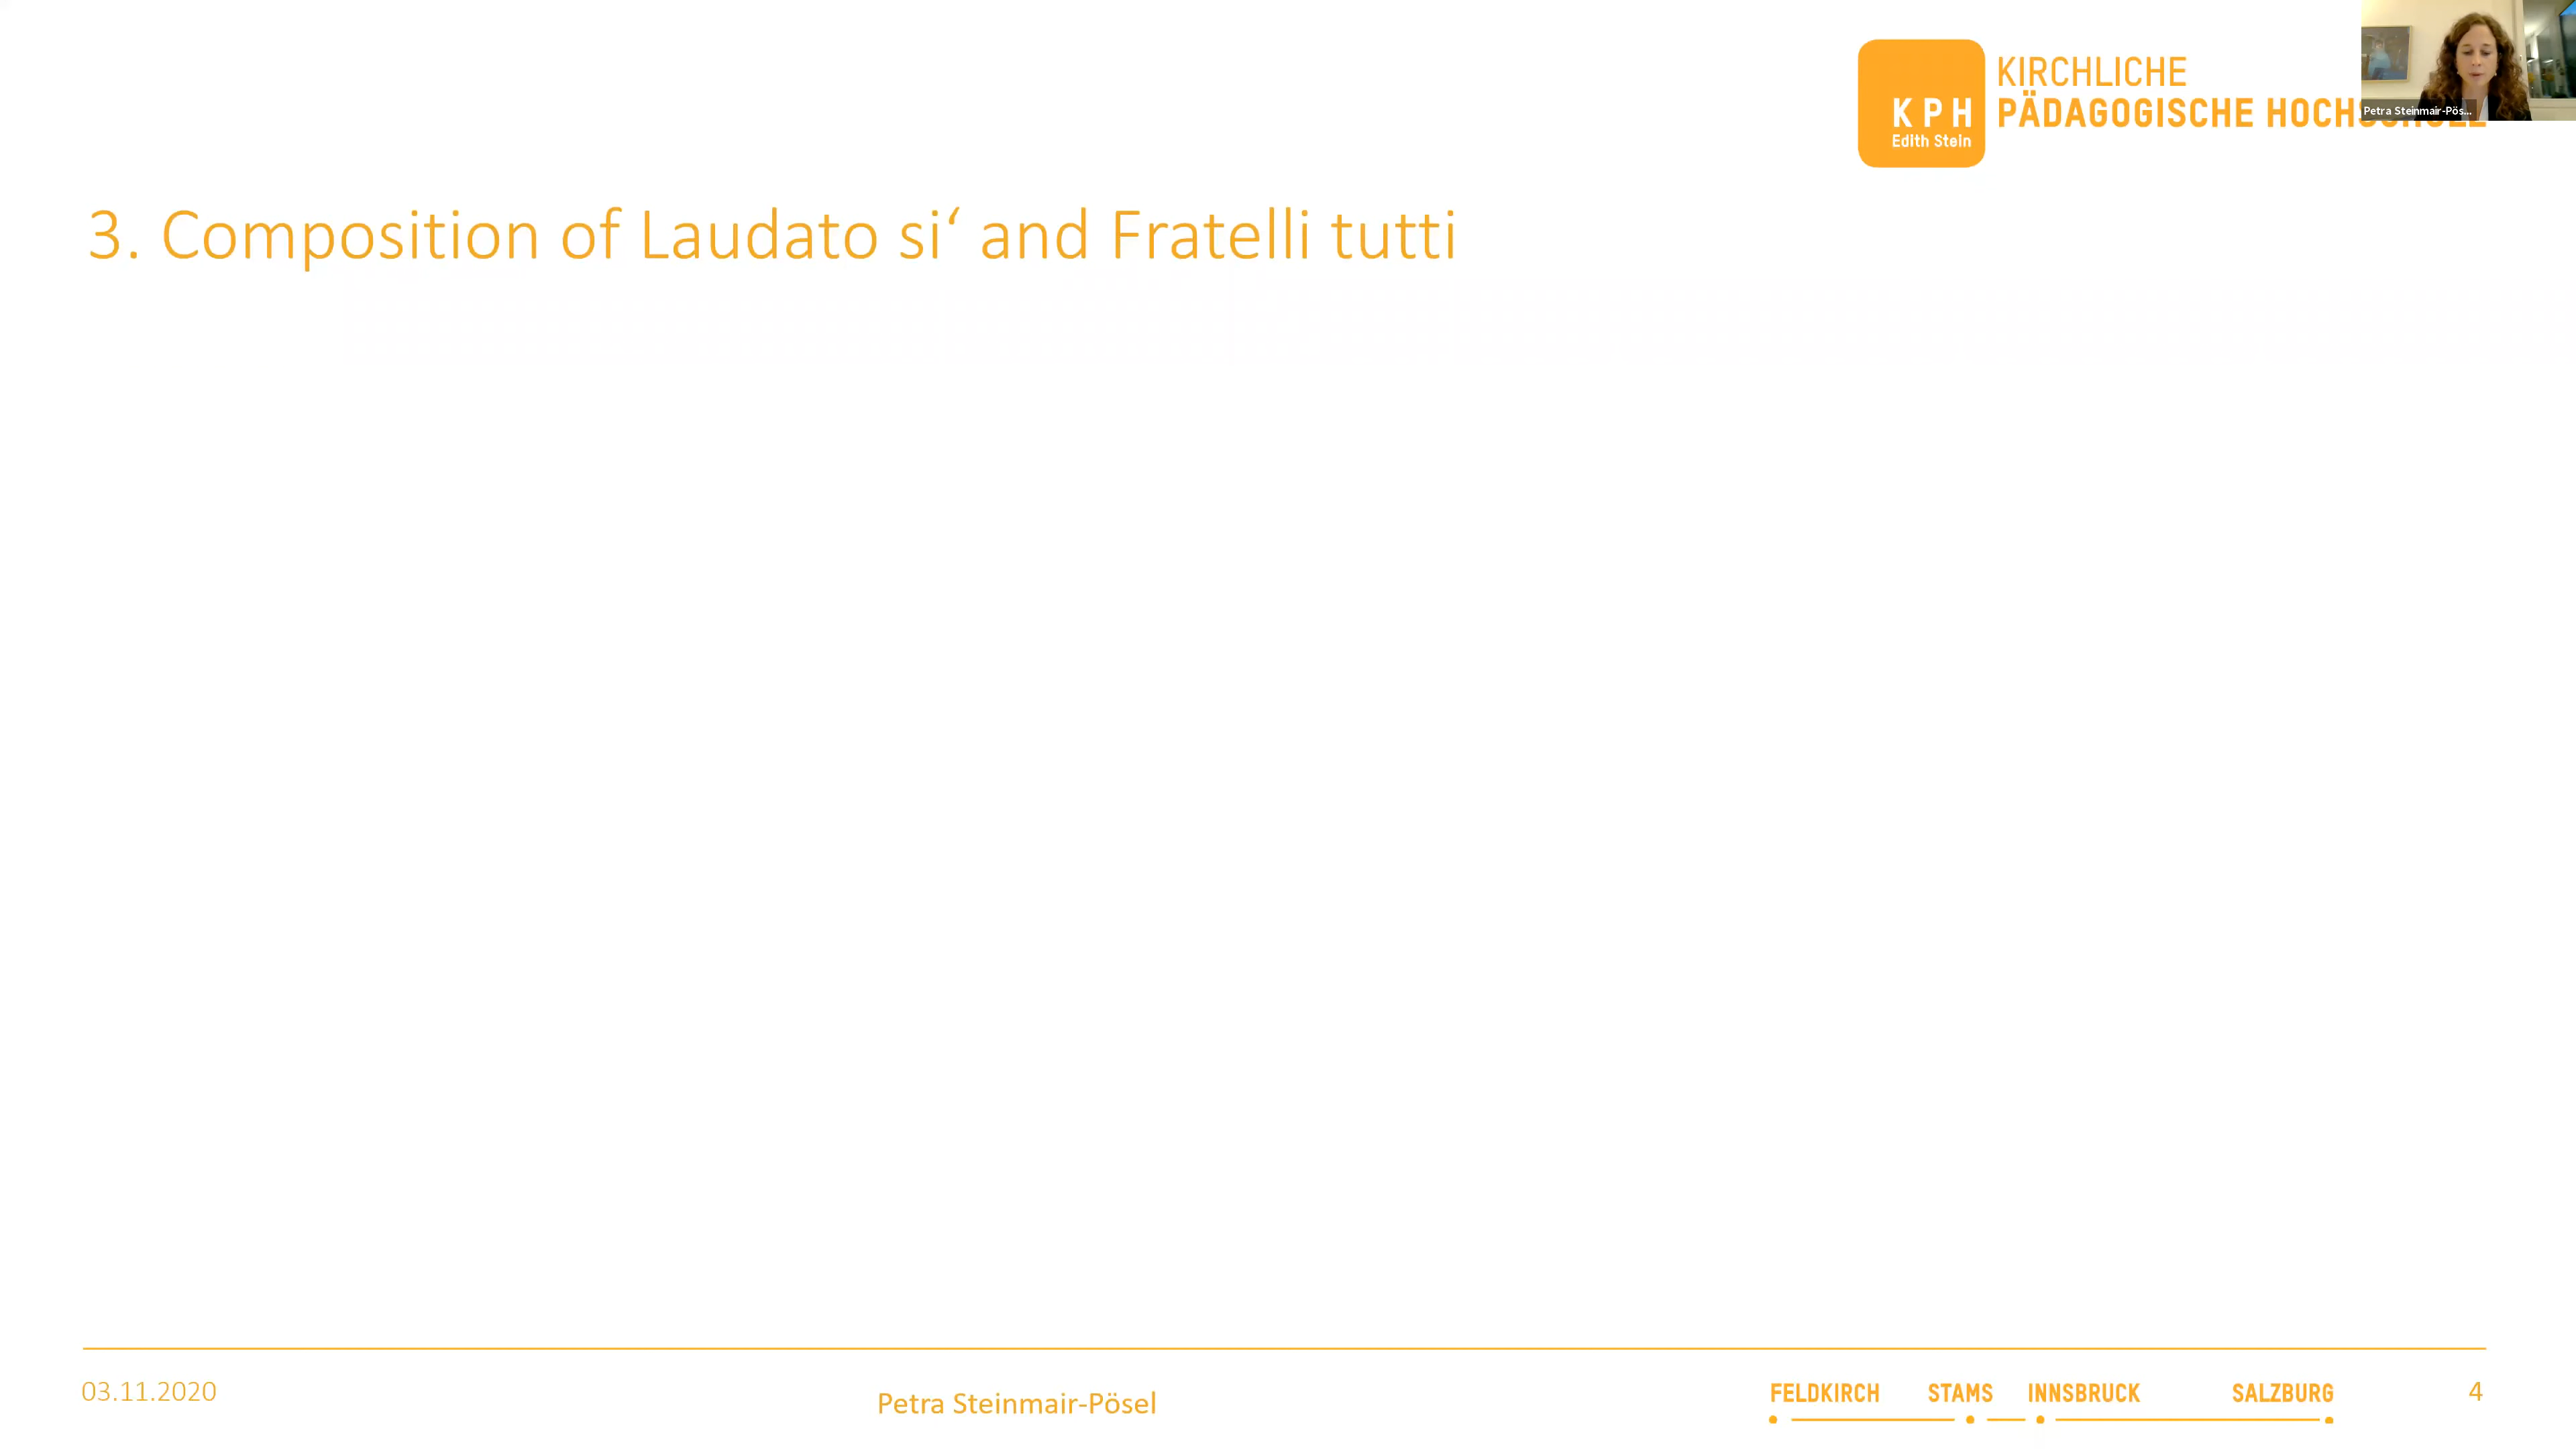 KIRCHLICHE
KPH PÄDAGOGISCHE
Edith Stein
Petra Steinmair-Pös...
3. Composition of Laudato si‘ and Fratelli tutti
03.11.2020
Petra Steinmair-Pösel
FELDKIRCH STAMS INNSBRUCK SALZBURG
4